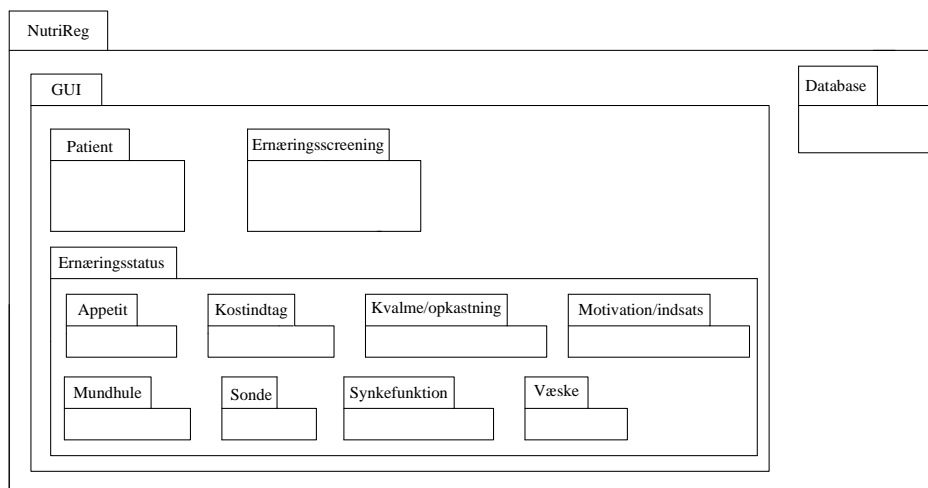 NutriReg
GUI
Database
Patient
Ernæringsscreening
Ernæringsstatus
Appetit
Kostindtag
Kvalme/opkastning
Motivation/indsats
Mundhule
Sonde
Synkefunktion
Væske